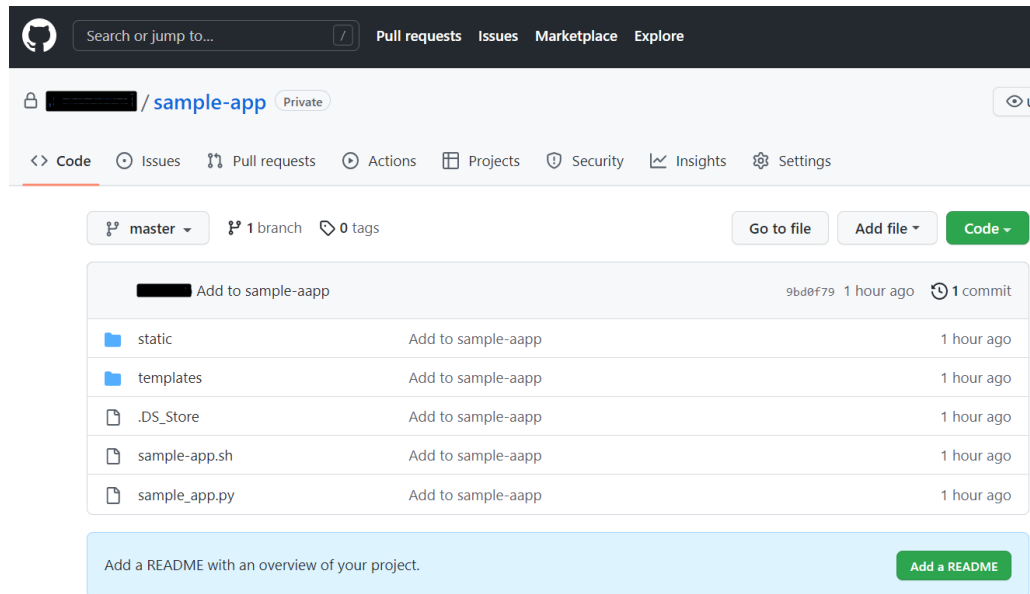 Search or jump to... / Pull requests Issues Marketplace Explore
/ sample-app Private
Code Issues Pull requests Actions Projects Security Insights Settings
master 1 branch 0 tags Go to file Add file Code
Add to sample-aapp 9bd0f79 1 hour ago 1 commit
static Add to sample-aapp 1 hour ago
templates Add to sample-aapp 1 hour ago
.DS_Store Add to sample-aapp 1 hour ago
sample-app.sh Add to sample-aapp 1 hour ago
sample_app.py Add to sample-aapp 1 hour ago
Add a README with an overview of your project. Add a README